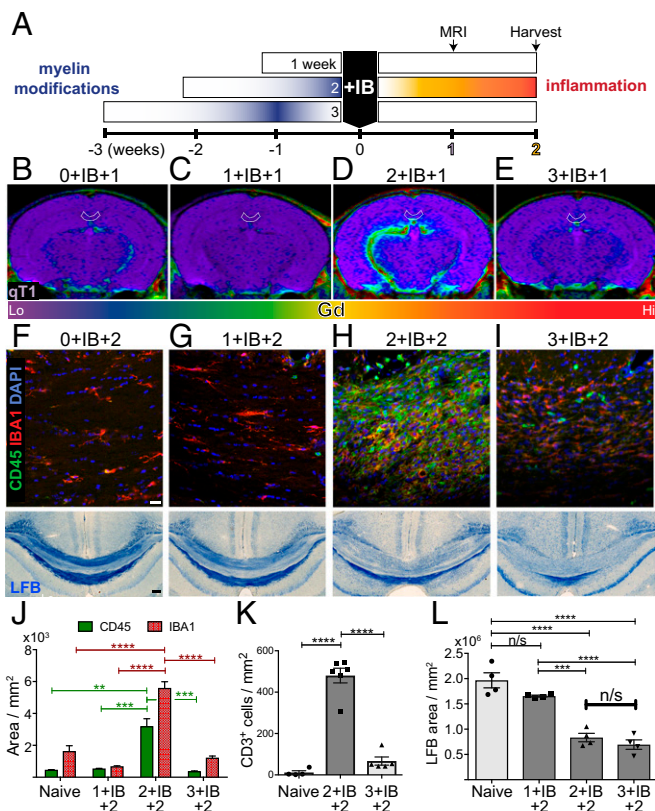 A
MRI
Harvest
1 week
myelin
modifications
2
+IB
inflammation
3
-3 (weeks)
-2
-1
0
1
2
B
0+IB+1
C
1+IB+1
D
2+IB+1
E
3+IB+1
qT1
Lo
Gd
Hi
F
0+IB+2
G
1+IB+2
H
2+IB+2
I
3+IB+2
CD45 IBA1 DAPI
LFB
J
CD45
IBA1
×10³
Area / mm²
6
4
2
****
****
****
**
***
***
Naive
1+IB
+2
2+IB
+2
3+IB
+2
K
CD3⁺ cells / mm²
600
400
200
0
****
****
Naive
2+IB
+2
3+IB
+2
L
×10⁶
LFB area / mm²
2.5
2.0
1.5
1.0
0.5
****
****
n/s
****
***
n/s
Naive
1+IB
+2
2+IB
+2
3+IB
+2